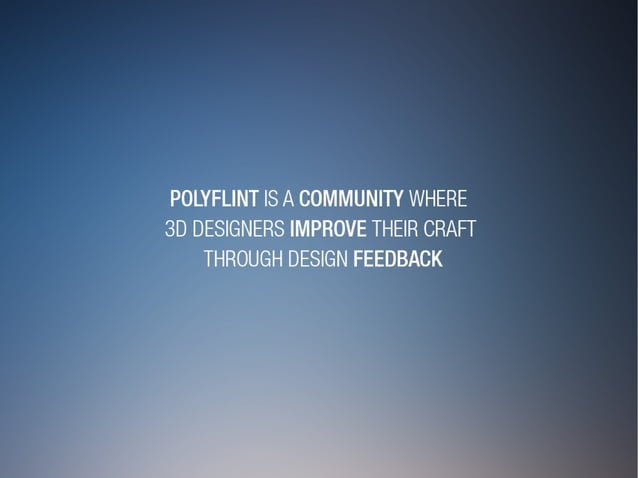 POLYFLINT IS A COMMUNITY WHERE
3D DESIGNERS IMPROVE THEIR CRAFT
THROUGH DESIGN FEEDBACK